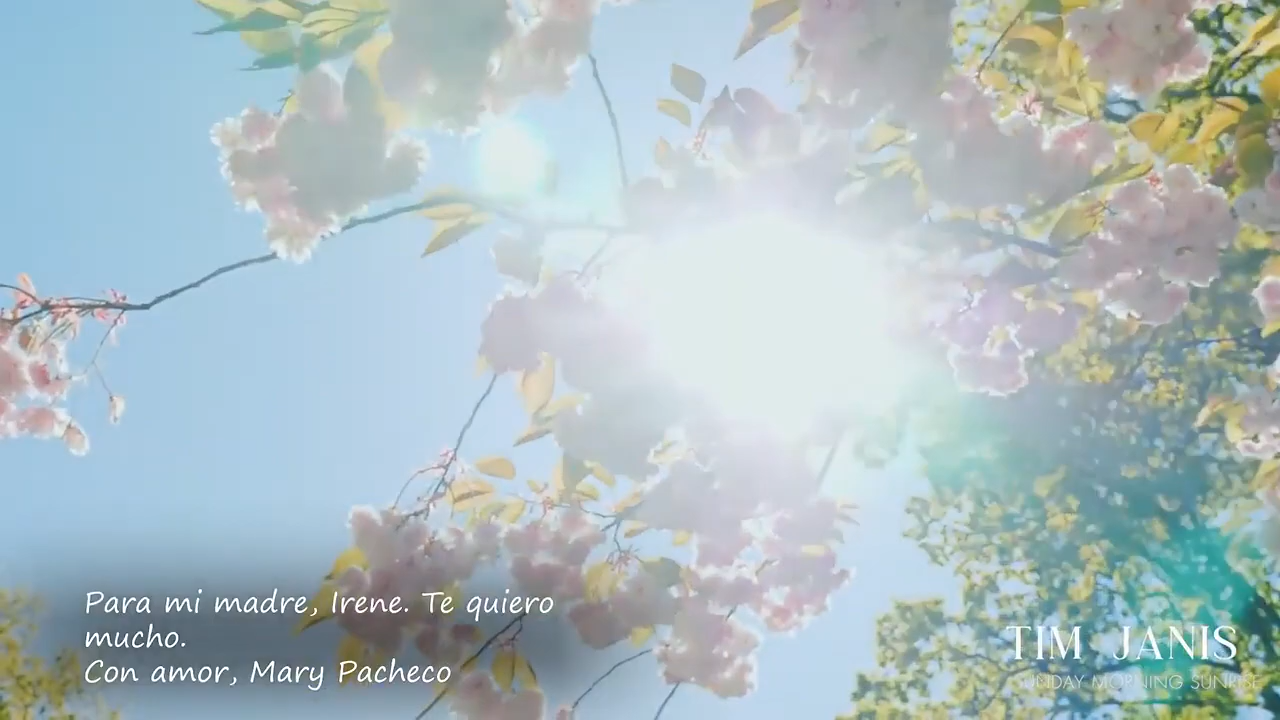 Para mi madre, Irene. Te quiero
mucho.
Con amor, Mary Pacheco
TIM JANIS
SUNDAY MORNING SUNRISE